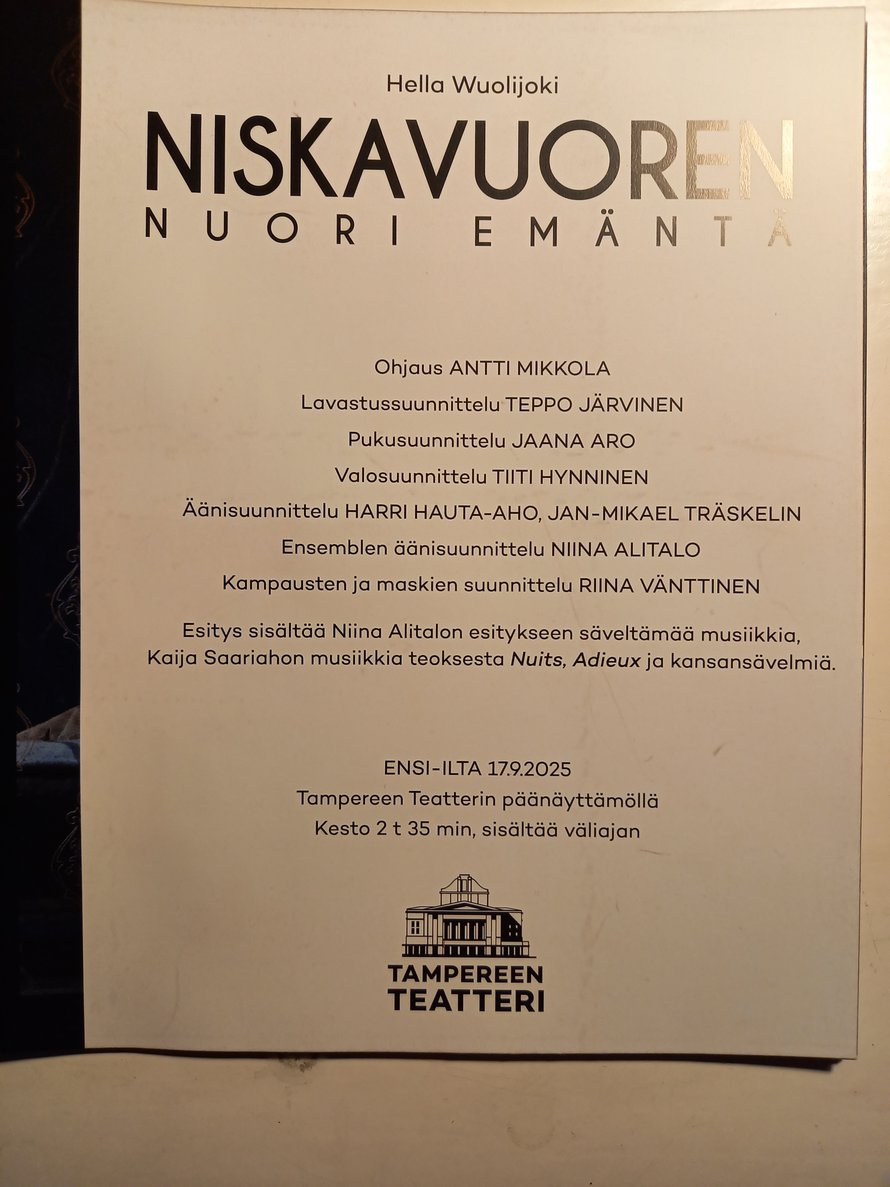 Hella Wuolijoki
NISKAVUOREN
NUORI EMÄNTÄ
Ohjaus ANTTI MIKKOLA
Lavastussuunnittelu TEPPO JÄRVINEN
Pukusuunnittelu JAANA ARO
Valosuunnittelu TIITI HYNNINEN
Äänisuunnittelu HARRI HAUTA-AHO, JAN-MIKAEL TRÄSKELIN
Ensemblen äänisuunnittelu NIINA ALITALO
Kampausten ja maskien suunnittelu RIINA VÄNTTINEN
Esitys sisältää Niina Alitalon esitykseen säveltämää musiikkia,
Kaija Saariahon musiikkia teoksesta Nuits, Adieux ja kansansävelmiä.
ENSI-ILTA 17.9.2025
Tampereen Teatterin päänäyttämöllä
Kesto 2 t 35 min, sisältää väliajan
TAMPEREEN
TEATTERI